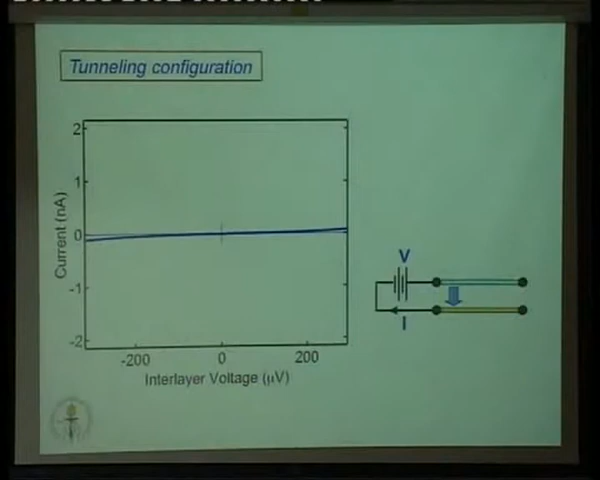 Tunneling configuration
2
1
0
-1
-2
Current (nA)
-200 0 200
Interlayer Voltage (μV)
V
I